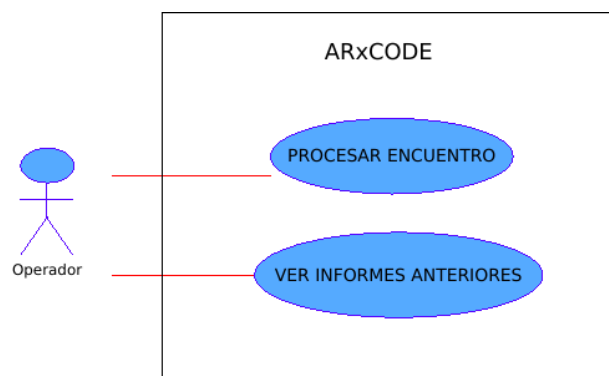 ARxCODE
PROCESAR ENCUENTRO
Operador
VER INFORMES ANTERIORES